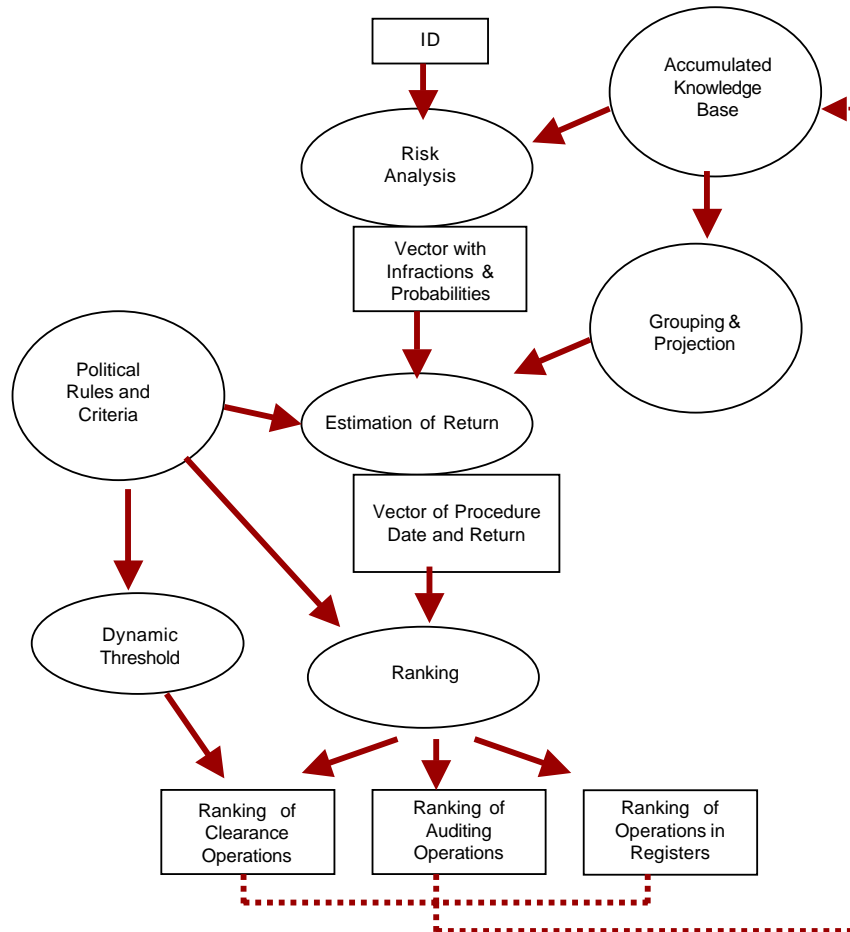 ID
Accumulated
Knowledge
Base
Risk
Analysis
Vector with
Infractions &
Probabilities
Grouping &
Projection
Political
Rules and
Criteria
Estimation of Return
Vector of Procedure
Date and Return
Dynamic
Threshold
Ranking
Ranking of
Clearance
Operations
Ranking of
Auditing
Operations
Ranking of
Operations in
Registers